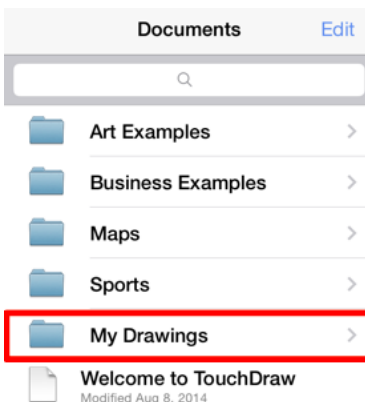 Documents Edit
Art Examples
Business Examples
Maps
Sports
My Drawings
Welcome to TouchDraw
Modified Aug 8, 2014